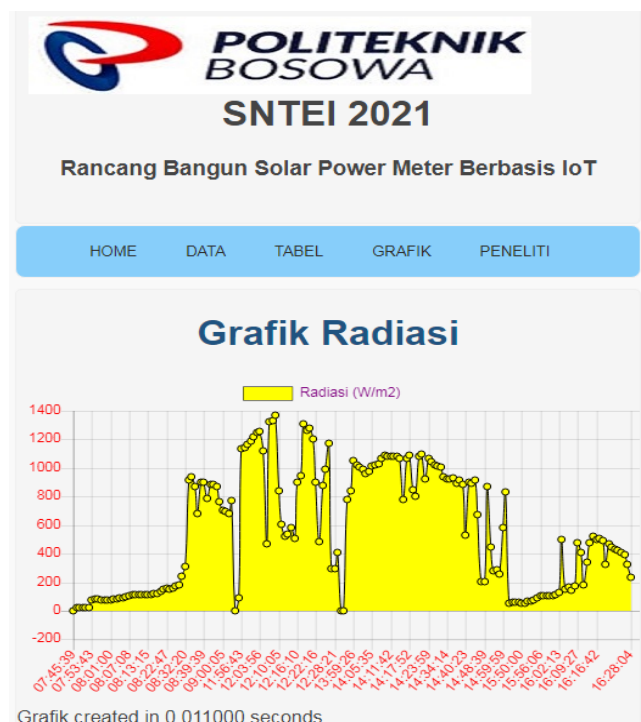 POLITEKNIK
BOSOWA
SNTEI 2021
Rancang Bangun Solar Power Meter Berbasis IoT
HOME DATA TABEL GRAFIK PENELITI
Grafik Radiasi
Radiasi (W/m2)
1400
1200
1000
800
600
400
200
0
-200
07:45:39 07:53:43 08:01:00 08:07:08 08:13:15 08:22:47 08:32:20 08:39:39 09:00:05 11:56:43 12:03:56 12:10:05 12:16:10 12:22:16 12:28:21 13:59:26 14:05:35 14:11:42 14:17:52 14:23:59 14:34:14 14:40:23 14:48:39 14:59:59 15:50:00 15:56:06 16:02:13 16:09:27 16:16:42 16:28:04
Grafik created in 0.011000 seconds